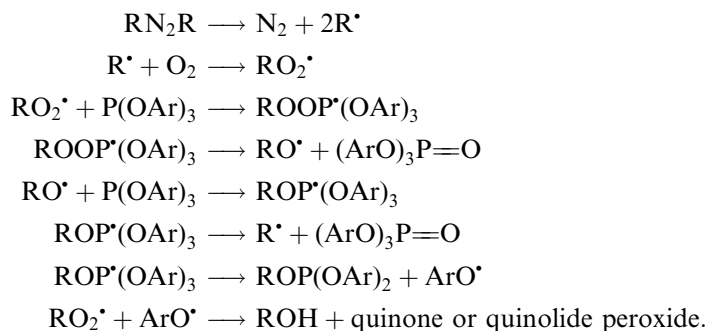 RN₂R ⟶ N₂ + 2R•
R• + O₂ ⟶ RO₂•
RO₂• + P(OAr)₃ ⟶ ROOP•(OAr)₃
ROOP•(OAr)₃ ⟶ RO• + (ArO)₃P=O
RO• + P(OAr)₃ ⟶ ROP•(OAr)₃
ROP•(OAr)₃ ⟶ R• + (ArO)₃P=O
ROP•(OAr)₃ ⟶ ROP(OAr)₂ + ArO•
RO₂• + ArO• ⟶ ROH + quinone or quinolide peroxide.